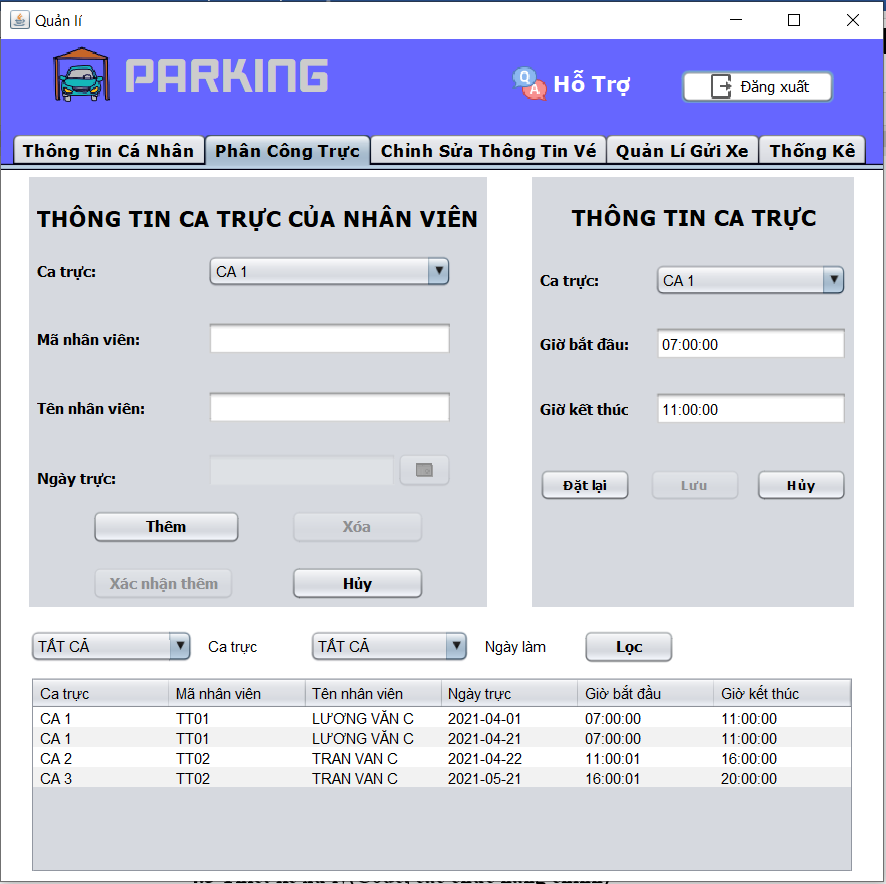 Quản lí
PARKING
Q A Hỗ Trợ
Đăng xuất
Thông Tin Cá Nhân Phân Công Trực Chỉnh Sửa Thông Tin Vé Quản Lí Gửi Xe Thống Kê
THÔNG TIN CA TRỰC CỦA NHÂN VIÊN
Ca trực: CA 1
Mã nhân viên:
Tên nhân viên:
Ngày trực:
Thêm Xóa
Xác nhận thêm Hủy
THÔNG TIN CA TRỰC
Ca trực: CA 1
Giờ bắt đầu: 07:00:00
Giờ kết thúc 11:00:00
Đặt lại Lưu Hủy
TẤT CẢ Ca trực TẤT CẢ Ngày làm Lọc
Ca trực Mã nhân viên Tên nhân viên Ngày trực Giờ bắt đầu Giờ kết thúc
CA 1 TT01 LƯƠNG VĂN C 2021-04-01 07:00:00 11:00:00
CA 1 TT01 LƯƠNG VĂN C 2021-04-21 07:00:00 11:00:00
CA 2 TT02 TRAN VAN C 2021-04-22 11:00:01 16:00:00
CA 3 TT02 TRAN VAN C 2021-05-21 16:00:01 20:00:00